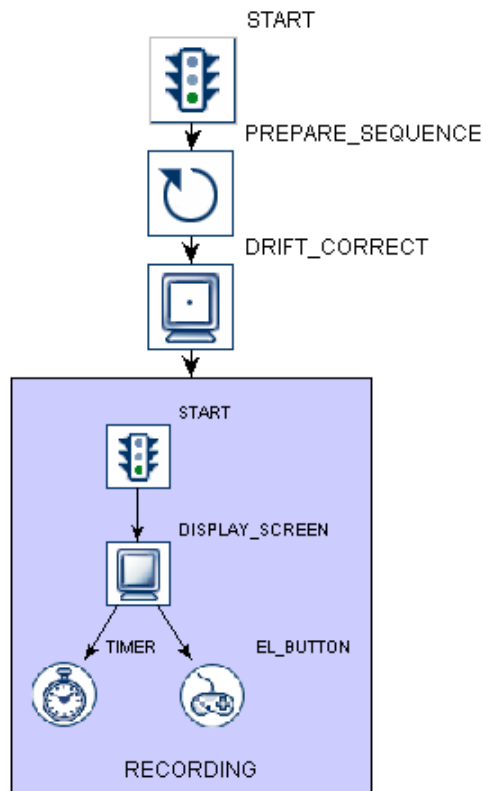 START
PREPARE_SEQUENCE
DRIFT_CORRECT
START
DISPLAY_SCREEN
TIMER
EL_BUTTON
RECORDING